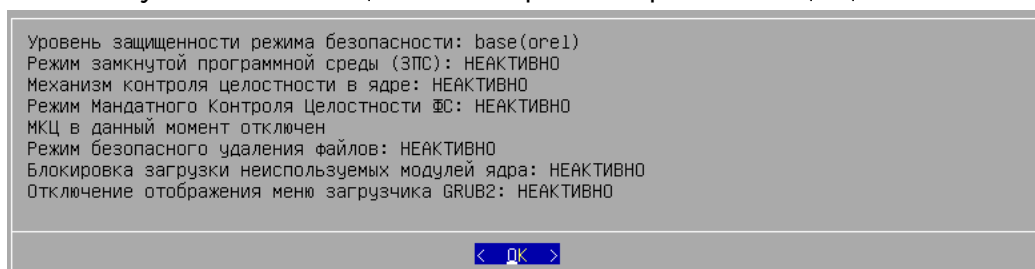 Уровень защищенности режима безопасности: base(orel)
Режим замкнутой программной среды (ЗПС): НЕАКТИВНО
Механизм контроля целостности в ядре: НЕАКТИВНО
Режим Мандатного Контроля Целостности ФС: НЕАКТИВНО
МКЦ в данный момент отключен
Режим безопасного удаления файлов: НЕАКТИВНО
Блокировка загрузки неиспользуемых модулей ядра: НЕАКТИВНО
Отключение отображения меню загрузчика GRUB2: НЕАКТИВНО
< OK >